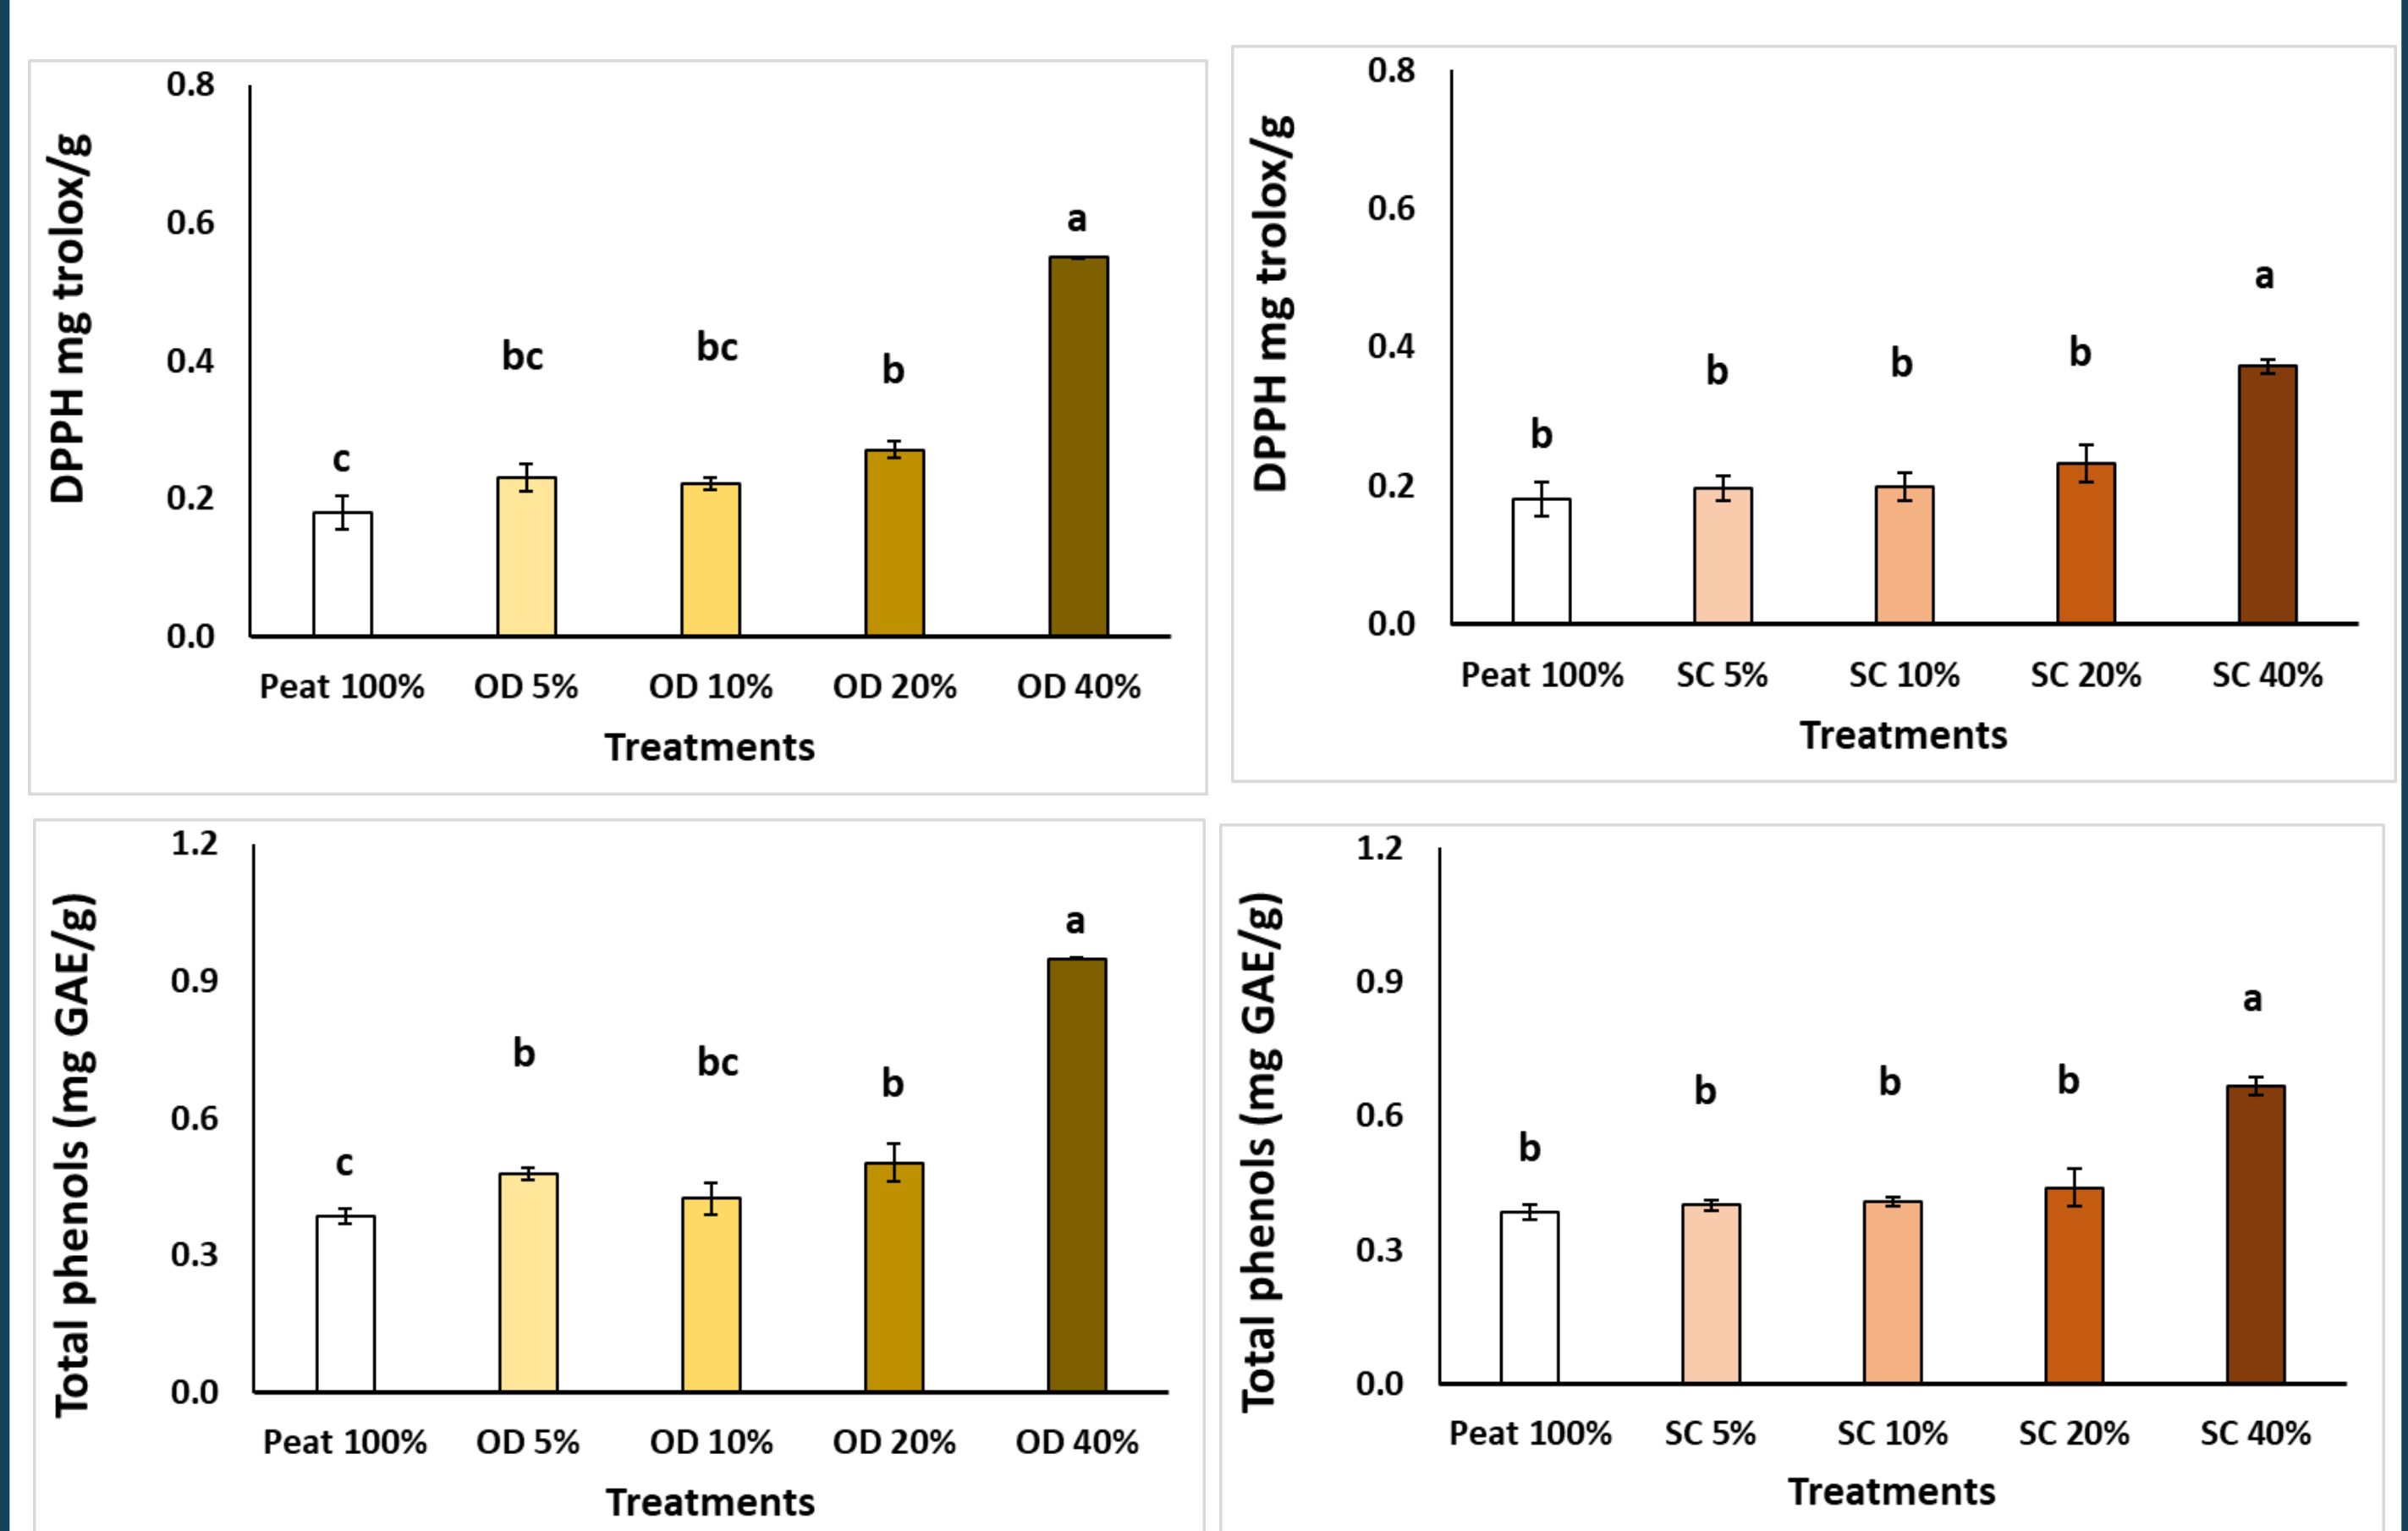 DPPH mg trolox/g
0.8
0.6
0.4
0.2
0.0
c
bc
bc
b
a
Peat 100%
OD 5%
OD 10%
OD 20%
OD 40%
Treatments
DPPH mg trolox/g
0.8
0.6
0.4
0.2
0.0
b
b
b
b
a
Peat 100%
SC 5%
SC 10%
SC 20%
SC 40%
Treatments
Total phenols (mg GAE/g)
1.2
0.9
0.6
0.3
0.0
c
b
bc
b
a
Peat 100%
OD 5%
OD 10%
OD 20%
OD 40%
Treatments
Total phenols (mg GAE/g)
1.2
0.9
0.6
0.3
0.0
b
b
b
b
a
Peat 100%
SC 5%
SC 10%
SC 20%
SC 40%
Treatments